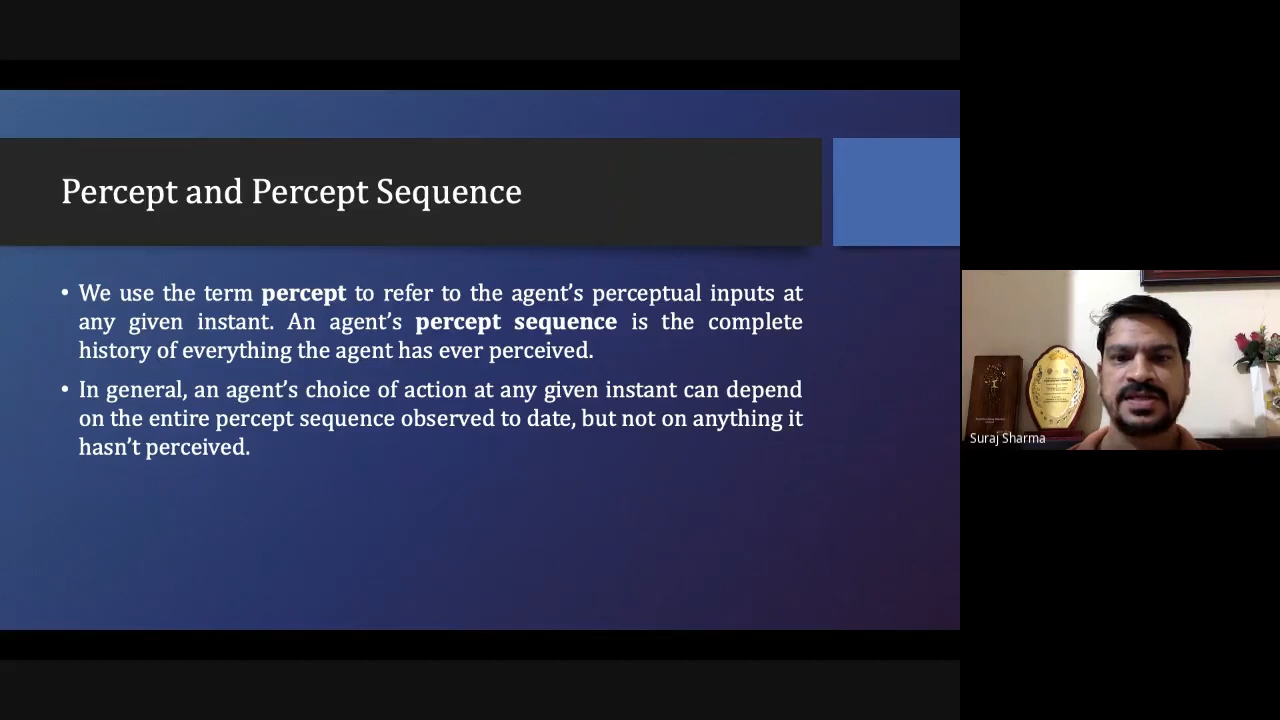 Percept and Percept Sequence
• We use the term percept to refer to the agent’s perceptual inputs at
any given instant. An agent’s percept sequence is the complete
history of everything the agent has ever perceived.
• In general, an agent’s choice of action at any given instant can depend
on the entire percept sequence observed to date, but not on anything it
hasn’t perceived.
Suraj Sharma